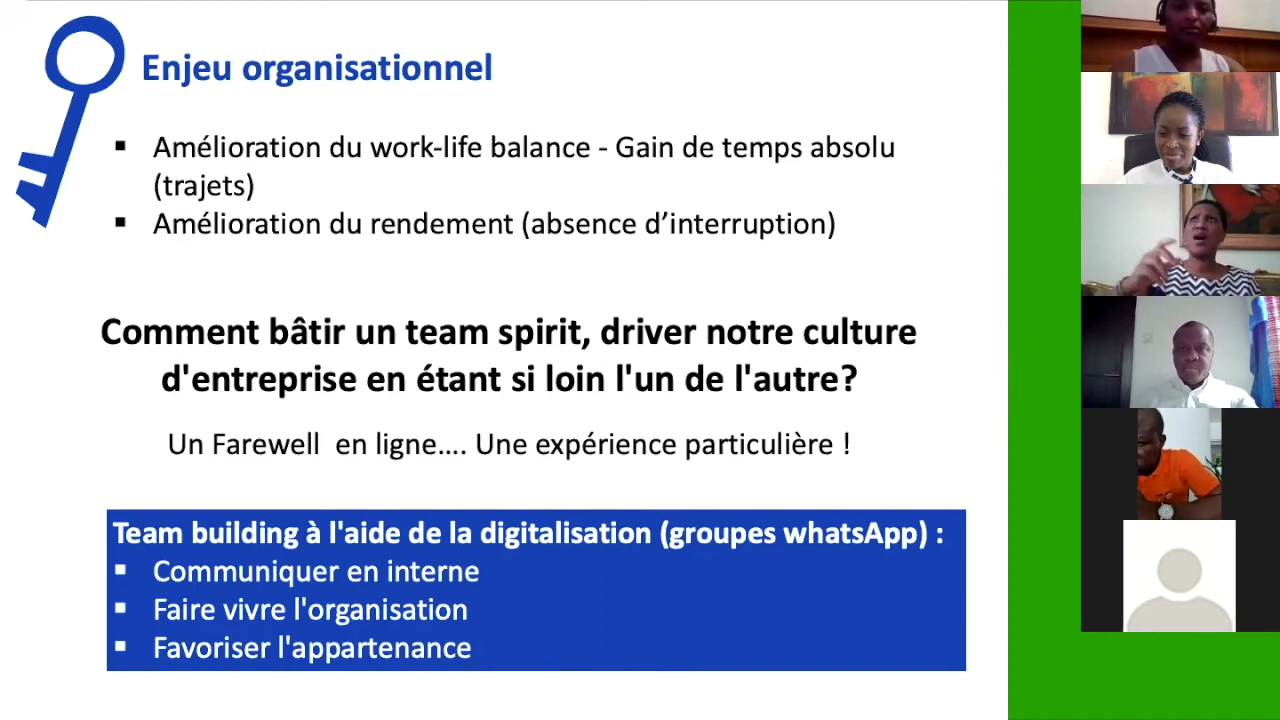 Enjeu organisationnel
▪ Amélioration du work-life balance - Gain de temps absolu
(trajets)
▪ Amélioration du rendement (absence d’interruption)
Comment bâtir un team spirit, driver notre culture
d'entreprise en étant si loin l'un de l'autre?
Un Farewell en ligne.... Une expérience particulière !
Team building à l'aide de la digitalisation (groupes whatsApp) :
▪ Communiquer en interne
▪ Faire vivre l'organisation
▪ Favoriser l'appartenance